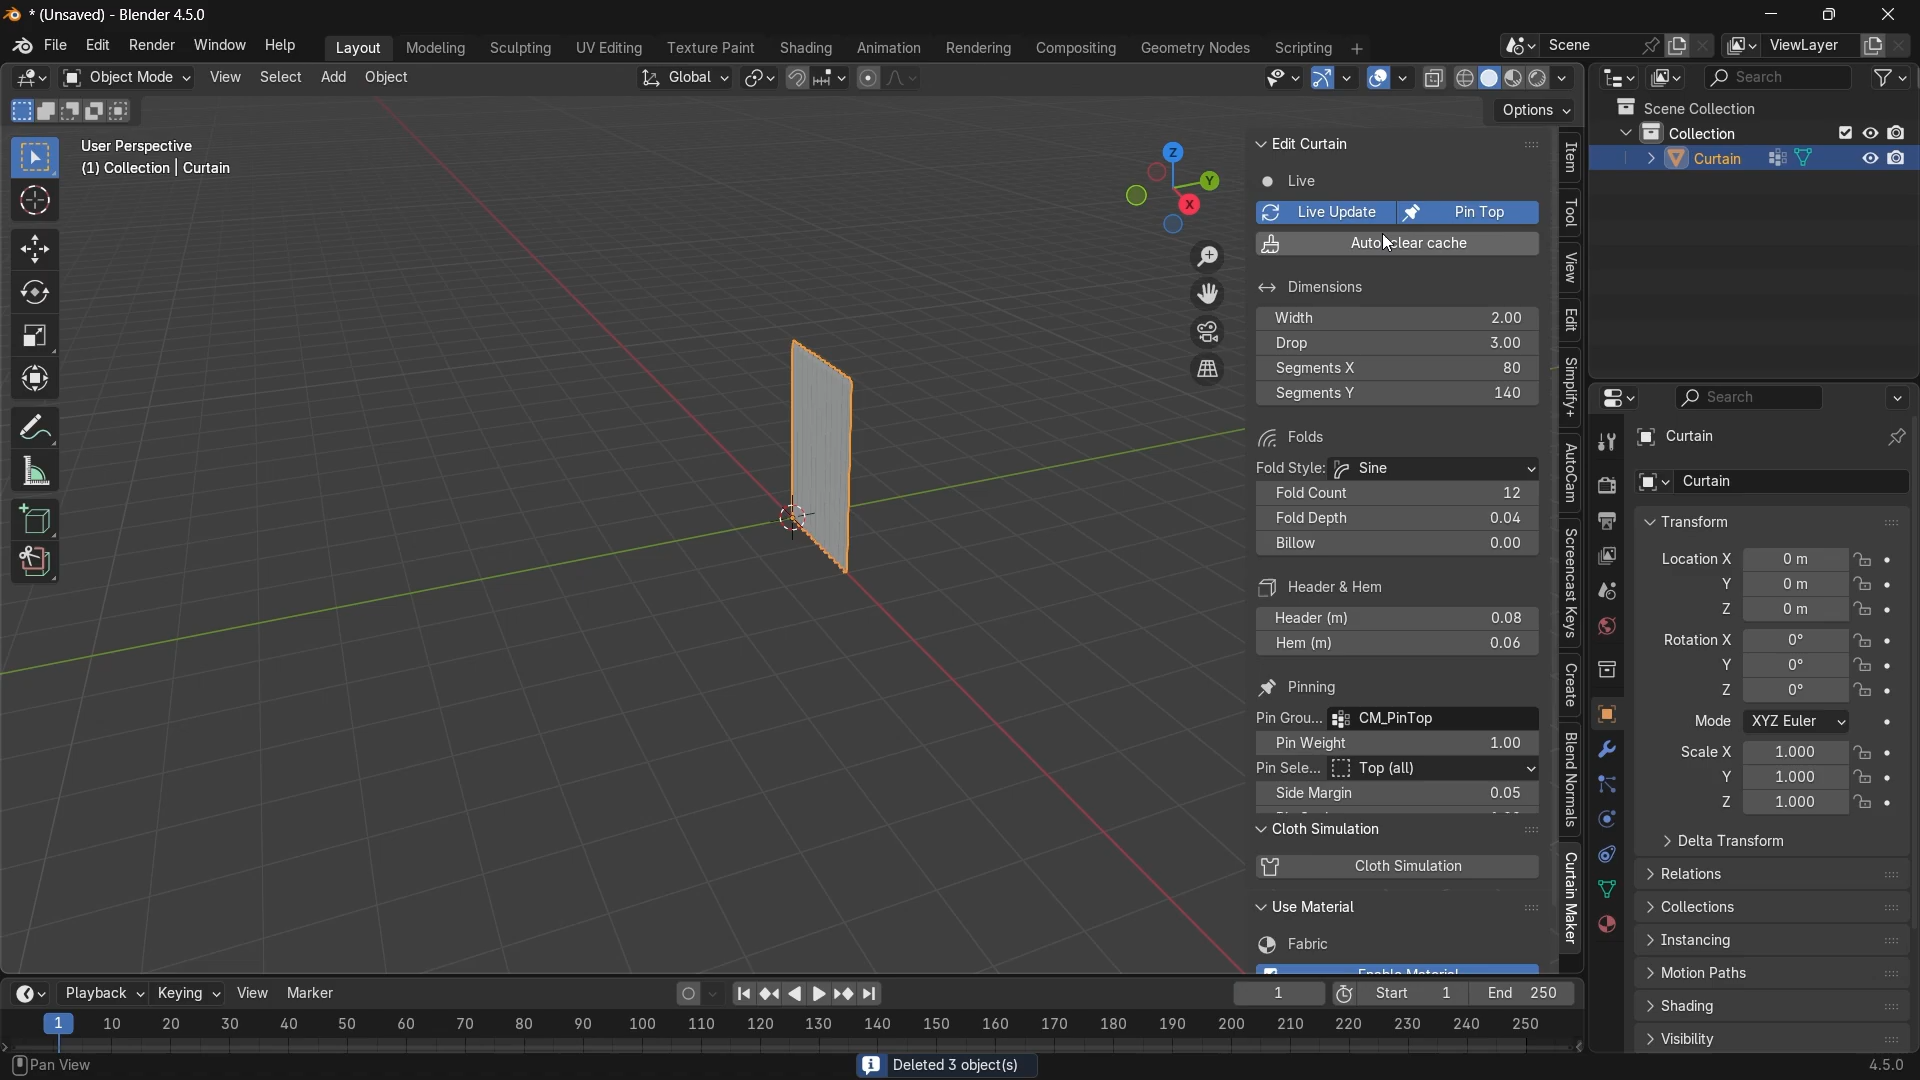 * (Unsaved) - Blender 4.5.0
File Edit Render Window Help Layout Modeling Sculpting UV Editing Texture Paint Shading Animation Rendering Compositing Geometry Nodes Scripting + Scene ViewLayer
Object Mode View Select Add Object Global Search
Options
User Perspective
(1) Collection | Curtain
Z
Y
X
Edit Curtain
Live
Live Update Pin Top
Auto clear cache
Dimensions
Width 2.00
Drop 3.00
Segments X 80
Segments Y 140
Folds
Fold Style: Sine
Fold Count 12
Fold Depth 0.04
Billow 0.00
Header & Hem
Header (m) 0.08
Hem (m) 0.06
Pinning
Pin Grou... CM_PinTop
Pin Weight 1.00
Pin Sele... Top (all)
Side Margin 0.05
Cloth Simulation
Cloth Simulation
Use Material
Fabric
Enable Material
Item
Tool
View
Edit
Simplify+
AutoCam
Screencast Keys
Create
Blend Normals
Curtain Maker
Scene Collection
Collection
Curtain
Search
Curtain
Curtain
Transform
Location X 0 m
Y 0 m
Z 0 m
Rotation X 0°
Y 0°
Z 0°
Mode XYZ Euler
Scale X 1.000
Y 1.000
Z 1.000
Delta Transform
Relations
Collections
Instancing
Motion Paths
Shading
Visibility
Playback Keying View Marker 1 Start 1 End 250
1 10 20 30 40 50 60 70 80 90 100 110 120 130 140 150 160 170 180 190 200 210 220 230 240 250
Pan View Deleted 3 object(s) 4.5.0